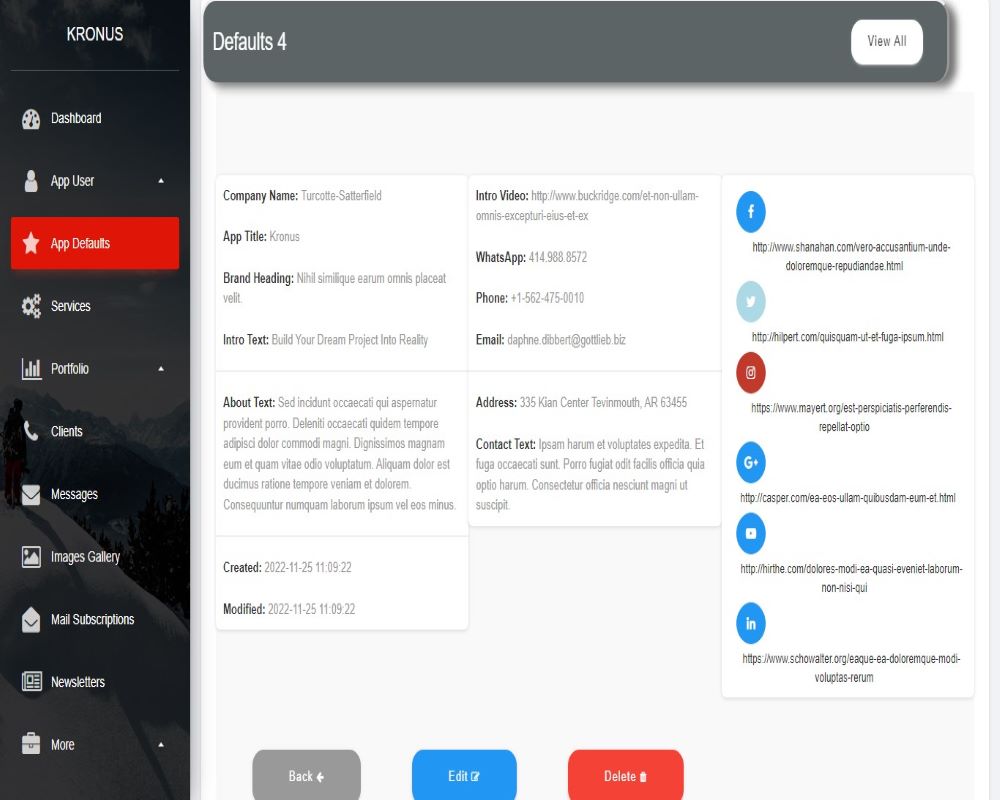 KRONUS
Dashboard
App User
App Defaults
Services
Portfolio
Clients
Messages
Images Gallery
Mail Subscriptions
Newsletters
More
Defaults 4
View All
Company Name: Turcotte-Satterfield
App Title: Kronus
Brand Heading: Nihil similique earum omnis placeat
velit.
Intro Text: Build Your Dream Project Into Reality
About Text: Sed incidunt occaecati qui aspernatur
provident porro. Deleniti occaecati quidem tempore
adipisci dolor commodi magni. Dignissimos magnam
eum et quam vitae odio voluptatum. Aliquam dolor est
ducimus ratione tempore veniam et dolorem.
Consequuntur numquam laborum ipsum vel eos minus.
Created: 2022-11-25 11:09:22
Modified: 2022-11-25 11:09:22
Intro Video: http://www.buckridge.com/et-non-ullam-
omnis-excepturi-eius-et-ex
WhatsApp: 414.988.8572
Phone: +1-562-475-0010
Email: daphne.dibbert@gottlieb.biz
Address: 335 Kian Center Tevinmouth, AR 63455
Contact Text: Ipsam harum et voluptates expedita. Et
fuga occaecati sunt. Porro fugiat odit facilis officia quia
optio harum. Consectetur officia nesciunt magni ut
suscipit.
http://www.shanahan.com/vero-accusantium-unde-
doloremque-repudiandae.html
http://hilpert.com/quisquam-ut-et-fuga-ipsum.html
https://www.mayert.org/est-perspiciatis-perferendis-
repellat-optio
http://casper.com/ea-eos-ullam-quibusdam-eum-et.html
http://hirthe.com/dolores-modi-ea-quasi-eveniet-laborum-
non-nisi-qui
https://www.schowalter.org/eaque-ea-doloremque-modi-
voluptas-rerum
Back
Edit
Delete